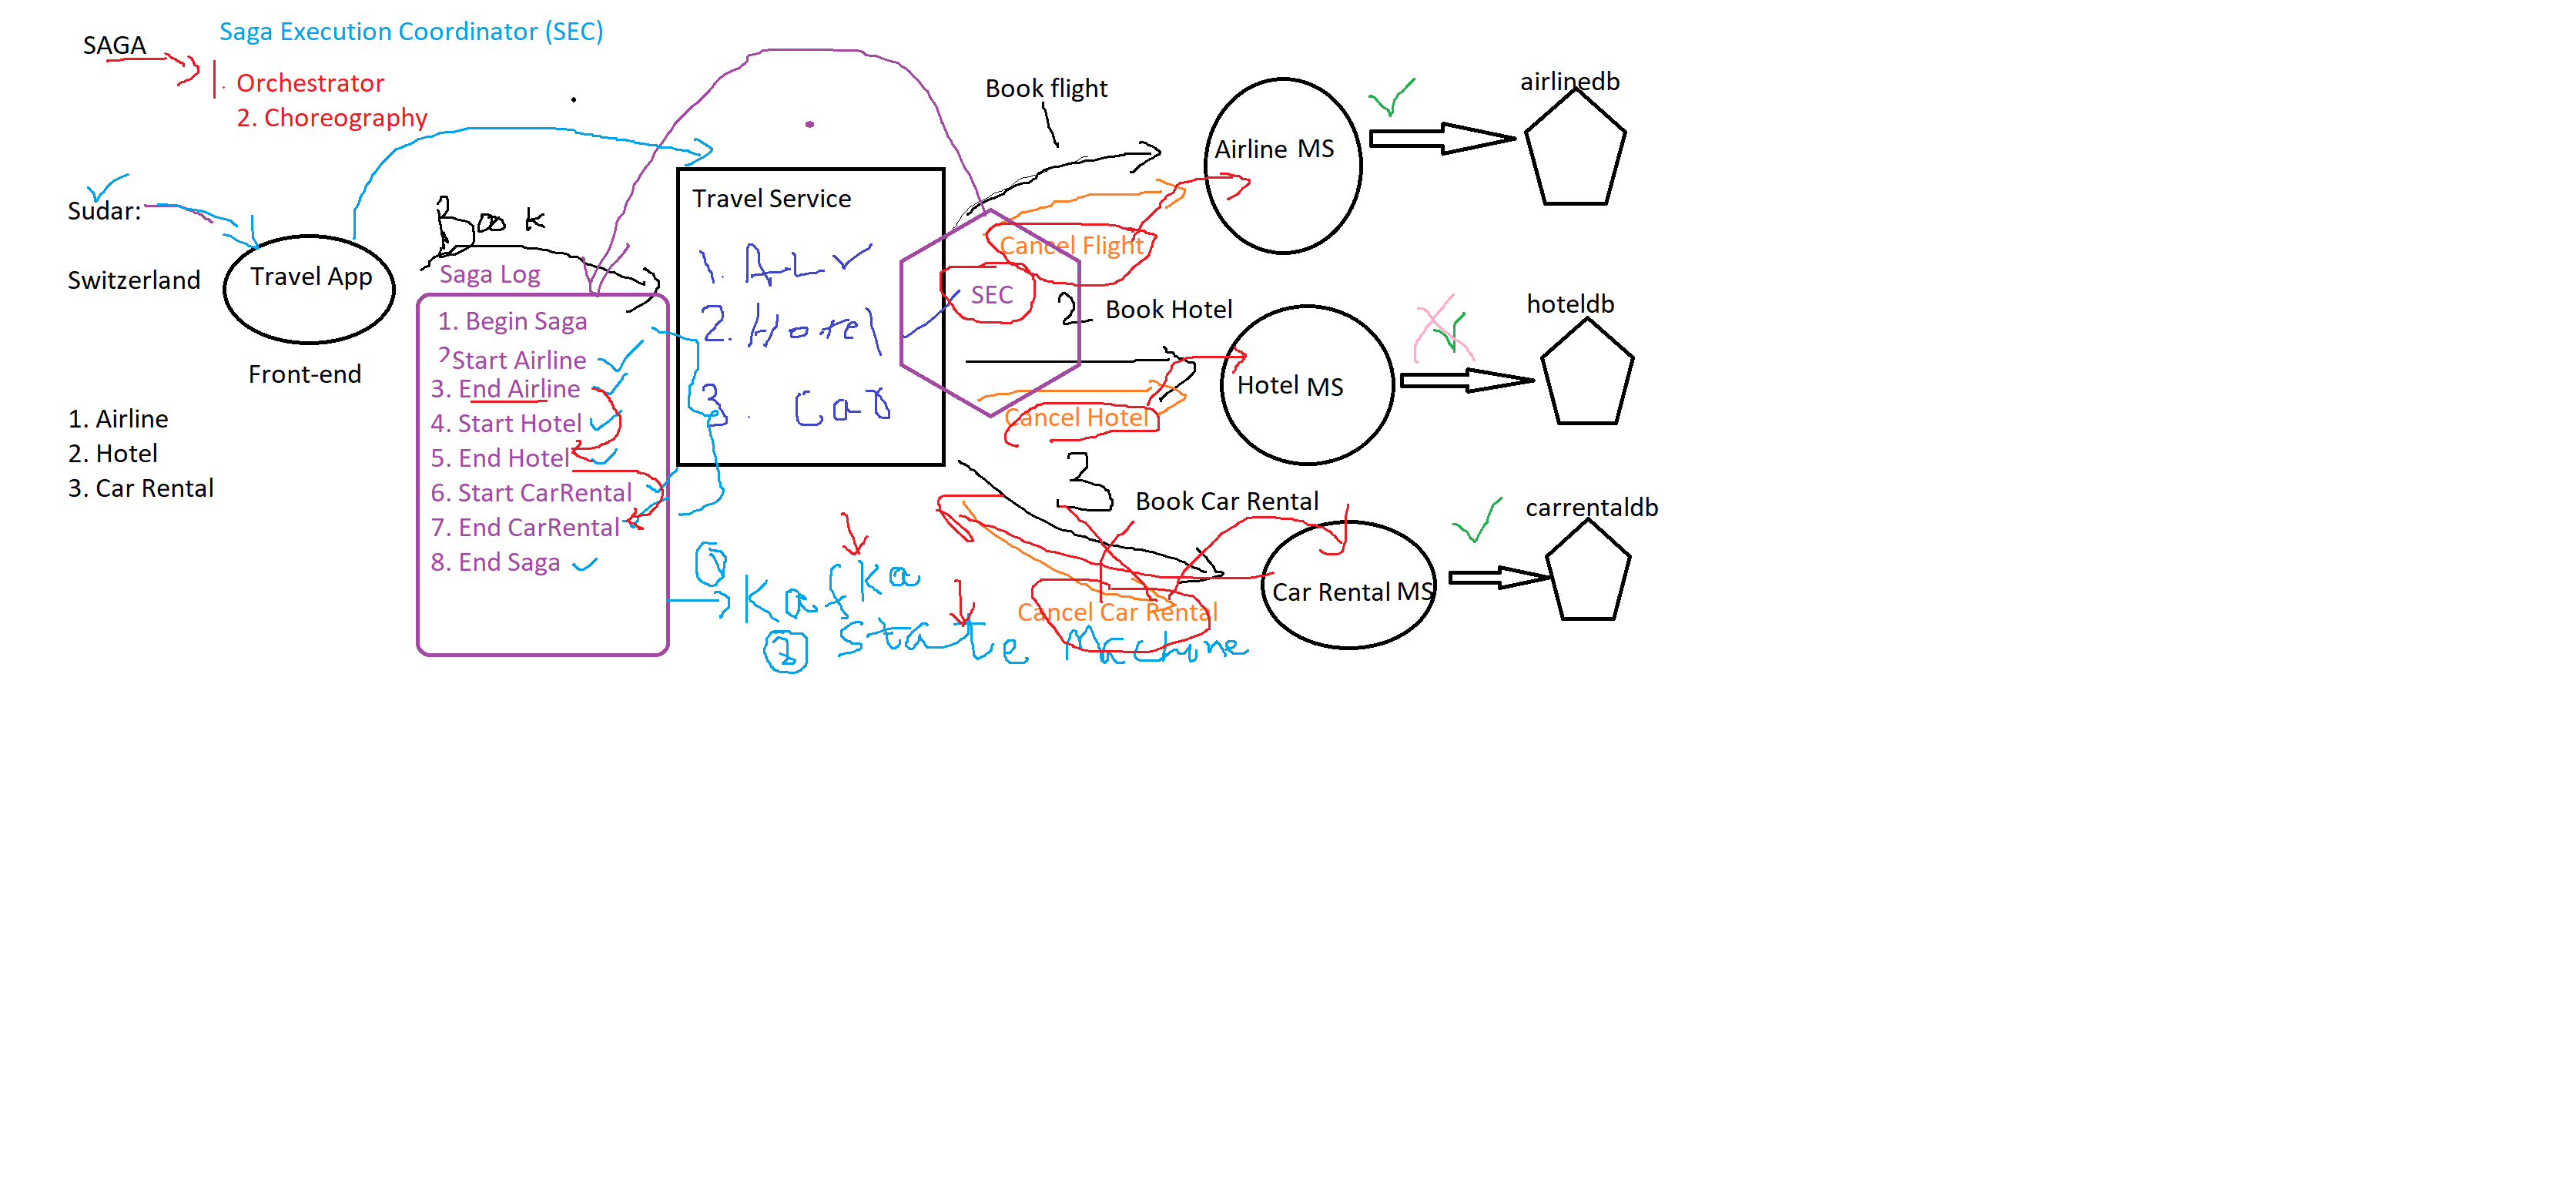 SAGA
Saga Execution Coordinator (SEC)
1. Orchestrator
2. Choreography
Sudar:
Switzerland
Travel App
Front-end
1. Airline
2. Hotel
3. Car Rental
Book
Saga Log
1. Begin Saga
2 Start Airline
3. End Airline
4. Start Hotel
5. End Hotel
6. Start CarRental
7. End CarRental
8. End Saga
Travel Service
1. AL
2. Hotel
3. Car
SEC
1 Kafka
2 State Machine
Book flight
Cancel Flight
2 Book Hotel
Cancel Hotel
3 Book Car Rental
Cancel Car Rental
Airline MS
Hotel MS
Car Rental MS
airlinedb
hoteldb
carrentaldb